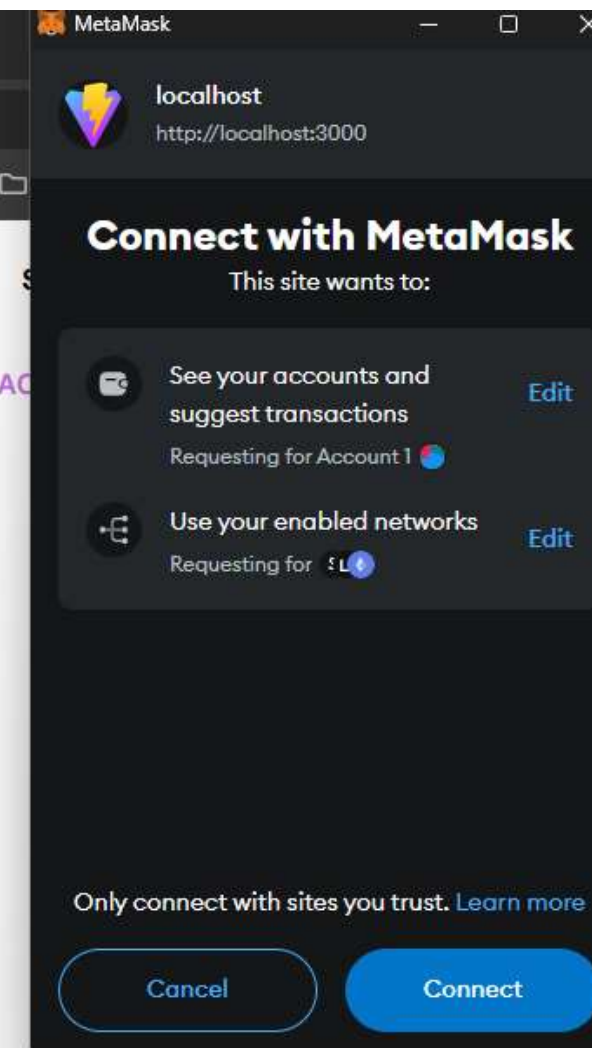 MetaMask
localhost
http://localhost:3000
Connect with MetaMask
This site wants to:
See your accounts and
suggest transactions
Edit
Requesting for Account 1
Use your enabled networks
Edit
Requesting for
AC
Only connect with sites you trust. Learn more
Cancel
Connect